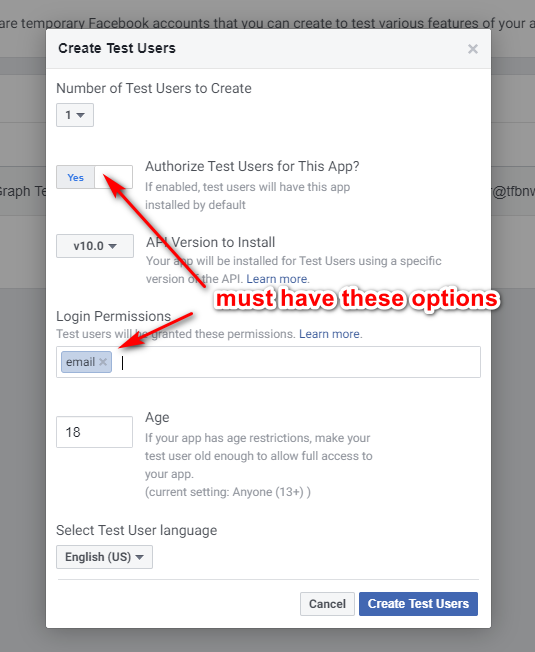 are temporary Facebook accounts that you can create to test various features of your a
Create Test Users ×
Number of Test Users to Create
1
Yes
Authorize Test Users for This App?
If enabled, test users will have this app
installed by default
Graph Te
r@tfbnw
v10.0
API Version to Install
Your app will be installed for Test Users using a specific
version of the API. Learn more.
must have these options
Login Permissions
Test users will be granted these permissions. Learn more.
email ×
18
Age
If your app has age restrictions, make your
test user old enough to allow full access to
your app.
(current setting: Anyone (13+) )
Select Test User language
English (US)
Cancel
Create Test Users